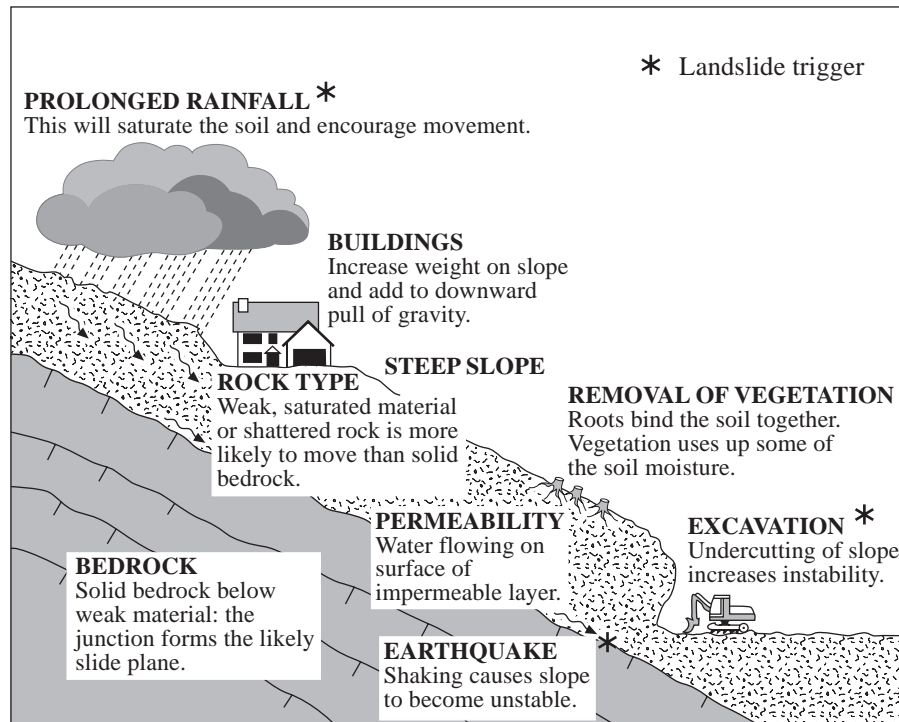 * Landslide trigger
PROLONGED RAINFALL *
This will saturate the soil and encourage movement.
BUILDINGS
Increase weight on slope
and add to downward
pull of gravity.
STEEP SLOPE
ROCK TYPE
Weak, saturated material
or shattered rock is more
likely to move than solid
bedrock.
REMOVAL OF VEGETATION
Roots bind the soil together.
Vegetation uses up some of
the soil moisture.
PERMEABILITY
Water flowing on
surface of
impermeable layer.
EXCAVATION *
Undercutting of slope
increases instability.
BEDROCK
Solid bedrock below
weak material: the
junction forms the likely
slide plane.
EARTHQUAKE *
Shaking causes slope
to become unstable.